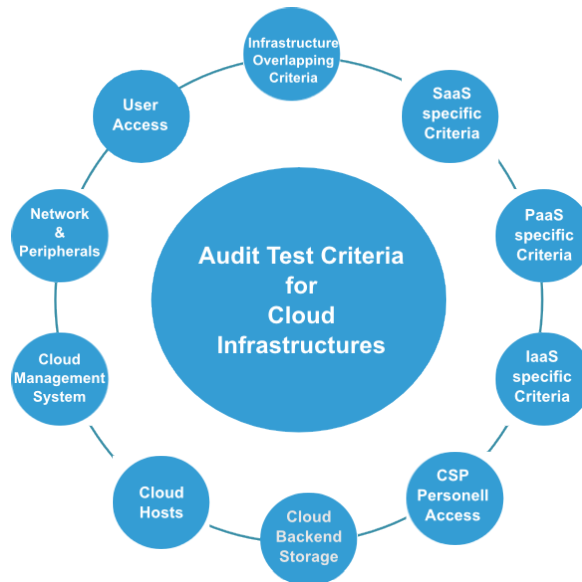 Infrastructure
Overlapping
Criteria
SaaS
specific
Criteria
PaaS
specific
Criteria
IaaS
specific
Criteria
CSP
Personell
Access
Cloud
Backend
Storage
Cloud
Hosts
Cloud
Management
System
Network
&
Peripherals
User
Access
Audit Test Criteria
for
Cloud
Infrastructures